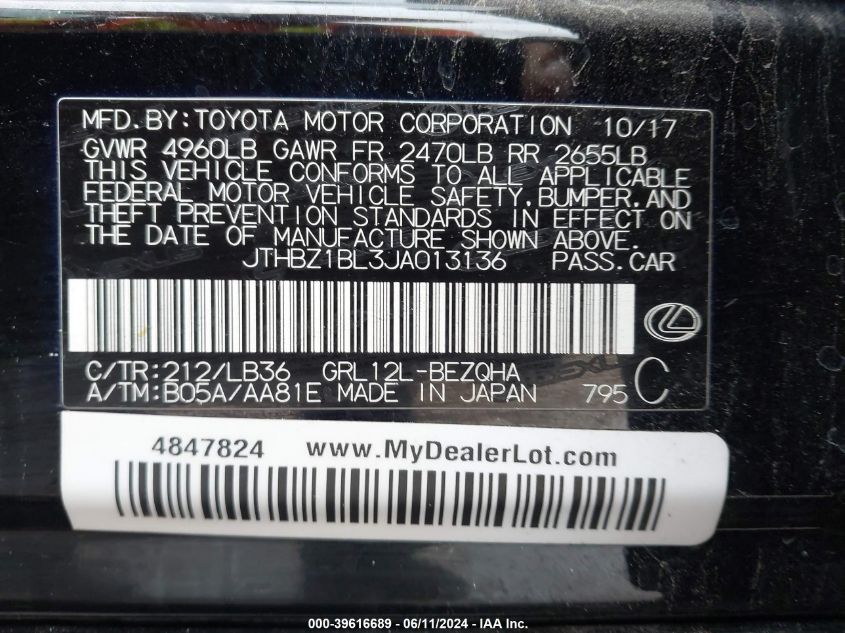 MFD.BY:TOYOTA MOTOR CORPORATION 10/17
GVWR 4960LB GAWR FR 2470LB RR 2655LB
THIS VEHICLE CONFORMS TO ALL APPLICABLE
FEDERAL MOTOR VEHICLE SAFETY,BUMPER,AND
THEFT PREVENTION STANDARDS IN EFFECT ON
THE DATE OF MANUFACTURE SHOWN ABOVE.
JTHBZ1BL3JA013136 PASS.CAR
C/TR:212/LB36 GRL12L-BEZQHA
A/TM:B05A/AA81E MADE IN JAPAN 795 C
4847824 www.MyDealerLot.com
000-39616689 - 06/11/2024 - IAA Inc.